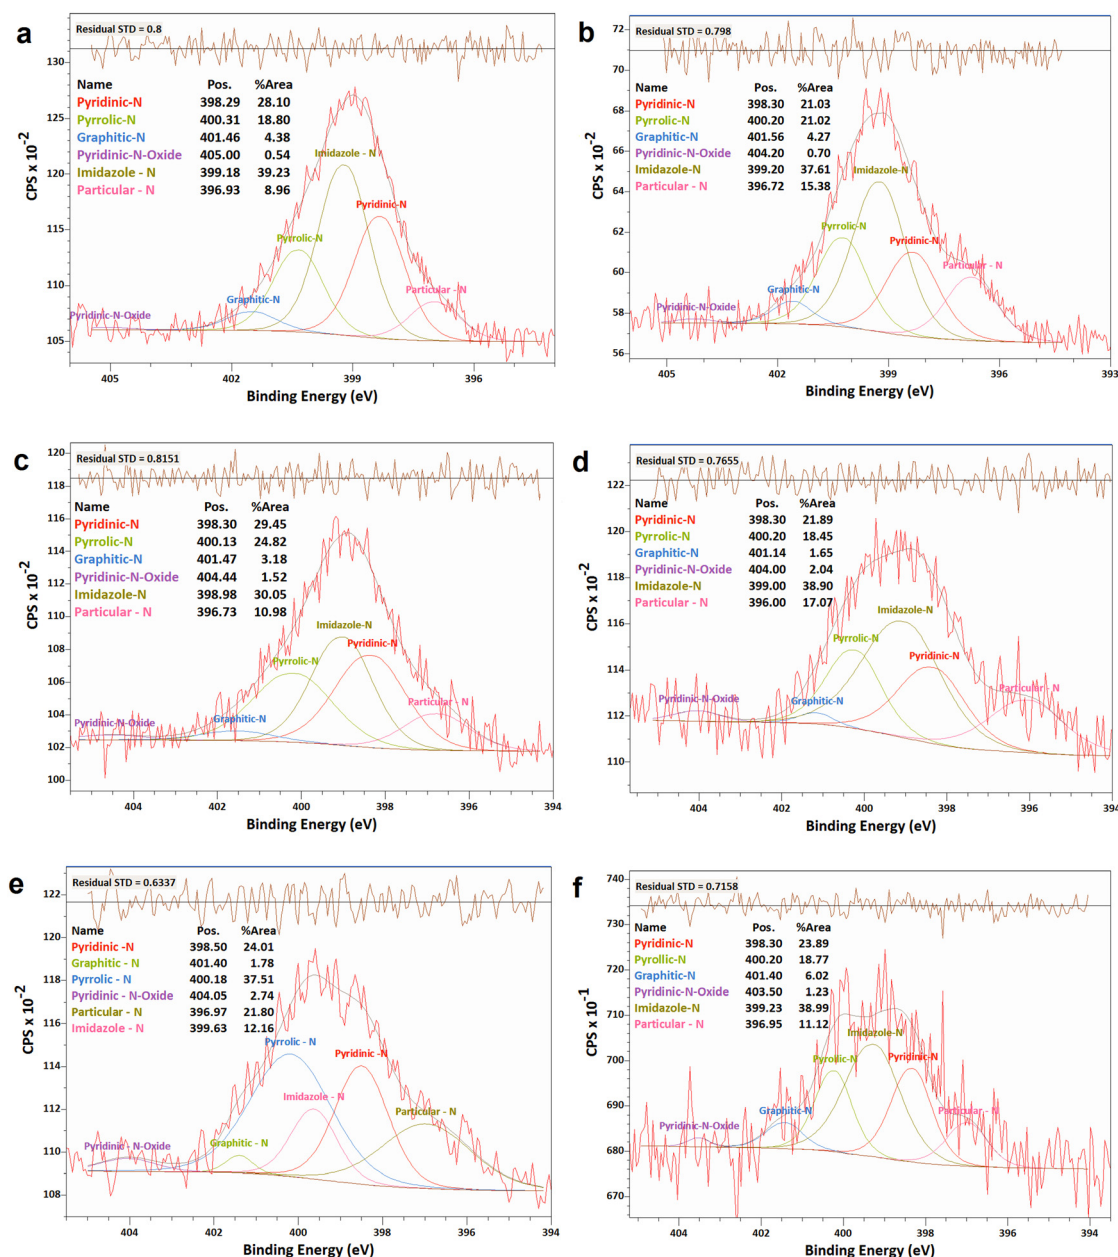 a
Residual STD = 0.8
130
125
120
115
110
105
CPS x 10-2
Name Pos. %Area
Pyridinic-N 398.29 28.10
Pyrrolic-N 400.31 18.80
Graphitic-N 401.46 4.38
Pyridinic-N-Oxide 405.00 0.54
Imidazole - N 399.18 39.23
Particular - N 396.93 8.96
Imidazole - N
Pyridinic-N
Pyrrolic-N
Graphitic-N
Particular - N
Pyridinic-N-Oxide
405 402 399 396
Binding Energy (eV)
b
Residual STD = 0.798
72
70
68
66
64
62
60
58
56
CPS x 10-2
Name Pos. %Area
Pyridinic-N 398.30 21.03
Pyrrolic-N 400.20 21.02
Graphitic-N 401.56 4.27
Pyridinic-N-Oxide 404.20 0.70
Imidazole-N 399.20 37.61
Particular - N 396.72 15.38
Imidazole-N
Pyrrolic-N
Pyridinic-N
Particular - N
Graphitic-N
Pyridinic-N-Oxide
405 402 399 396 393
Binding Energy (eV)
c
Residual STD = 0.8151
120
118
116
114
112
110
108
106
104
102
100
CPS x 10-2
Name Pos. %Area
Pyridinic-N 398.30 29.45
Pyrrolic-N 400.13 24.82
Graphitic-N 401.47 3.18
Pyridinic-N-Oxide 404.44 1.52
Imidazole-N 398.98 30.05
Particular - N 396.73 10.98
Imidazole-N
Pyridinic-N
Pyrrolic-N
Particular - N
Graphitic-N
Pyridinic-N-Oxide
404 402 400 398 396 394
Binding Energy (eV)
d
Residual STD = 0.7655
122
120
118
116
114
112
110
CPS x 10-2
Name Pos. %Area
Pyridinic-N 398.30 21.89
Pyrrolic-N 400.20 18.45
Graphitic-N 401.14 1.65
Pyridinic-N-Oxide 404.00 2.04
Imidazole-N 399.00 38.90
Particular - N 396.00 17.07
Imidazole-N
Pyrrolic-N
Pyridinic-N
Particular - N
Graphitic-N
Pyridinic-N-Oxide
404 402 400 398 396 394
Binding Energy (eV)
e
Residual STD = 0.6337
122
120
118
116
114
112
110
108
CPS x 10-2
Name Pos. %Area
Pyridinic -N 398.50 24.01
Graphitic - N 401.40 1.78
Pyrrolic - N 400.18 37.51
Pyridinic - N-Oxide 404.05 2.74
Particular - N 396.97 21.80
Imidazole - N 399.63 12.16
Pyrrolic - N
Pyridinic -N
Imidazole - N
Particular - N
Graphitic - N
Pyridinic - N-Oxide
404 402 400 398 396 394
Binding Energy (eV)
f
Residual STD = 0.7158
740
730
720
710
700
690
680
670
CPS x 10-1
Name Pos. %Area
Pyridinic-N 398.30 23.89
Pyrollic-N 400.20 18.77
Graphitic-N 401.40 6.02
Pyridinic-N-Oxide 403.50 1.23
Imidazole-N 399.23 38.99
Particular - N 396.95 11.12
Imidazole-N
Pyrolic-N
Pyridinic-N
Graphitic-N
Particular - N
Pyridinic-N-Oxide
404 402 400 398 396 394
Binding Energy (eV)